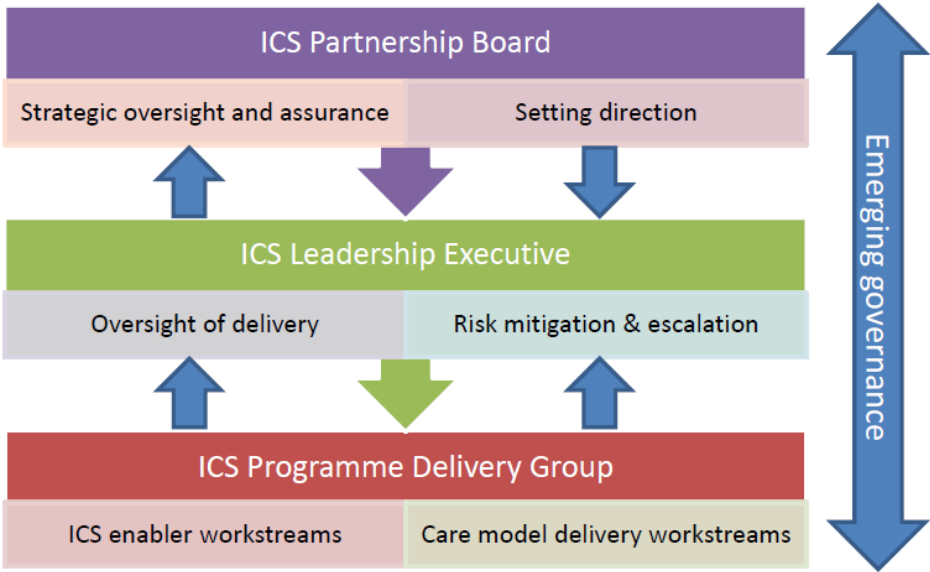 ICS Partnership Board
Strategic oversight and assurance
Setting direction
ICS Leadership Executive
Oversight of delivery
Risk mitigation & escalation
ICS Programme Delivery Group
ICS enabler workstreams
Care model delivery workstreams
Emerging governance